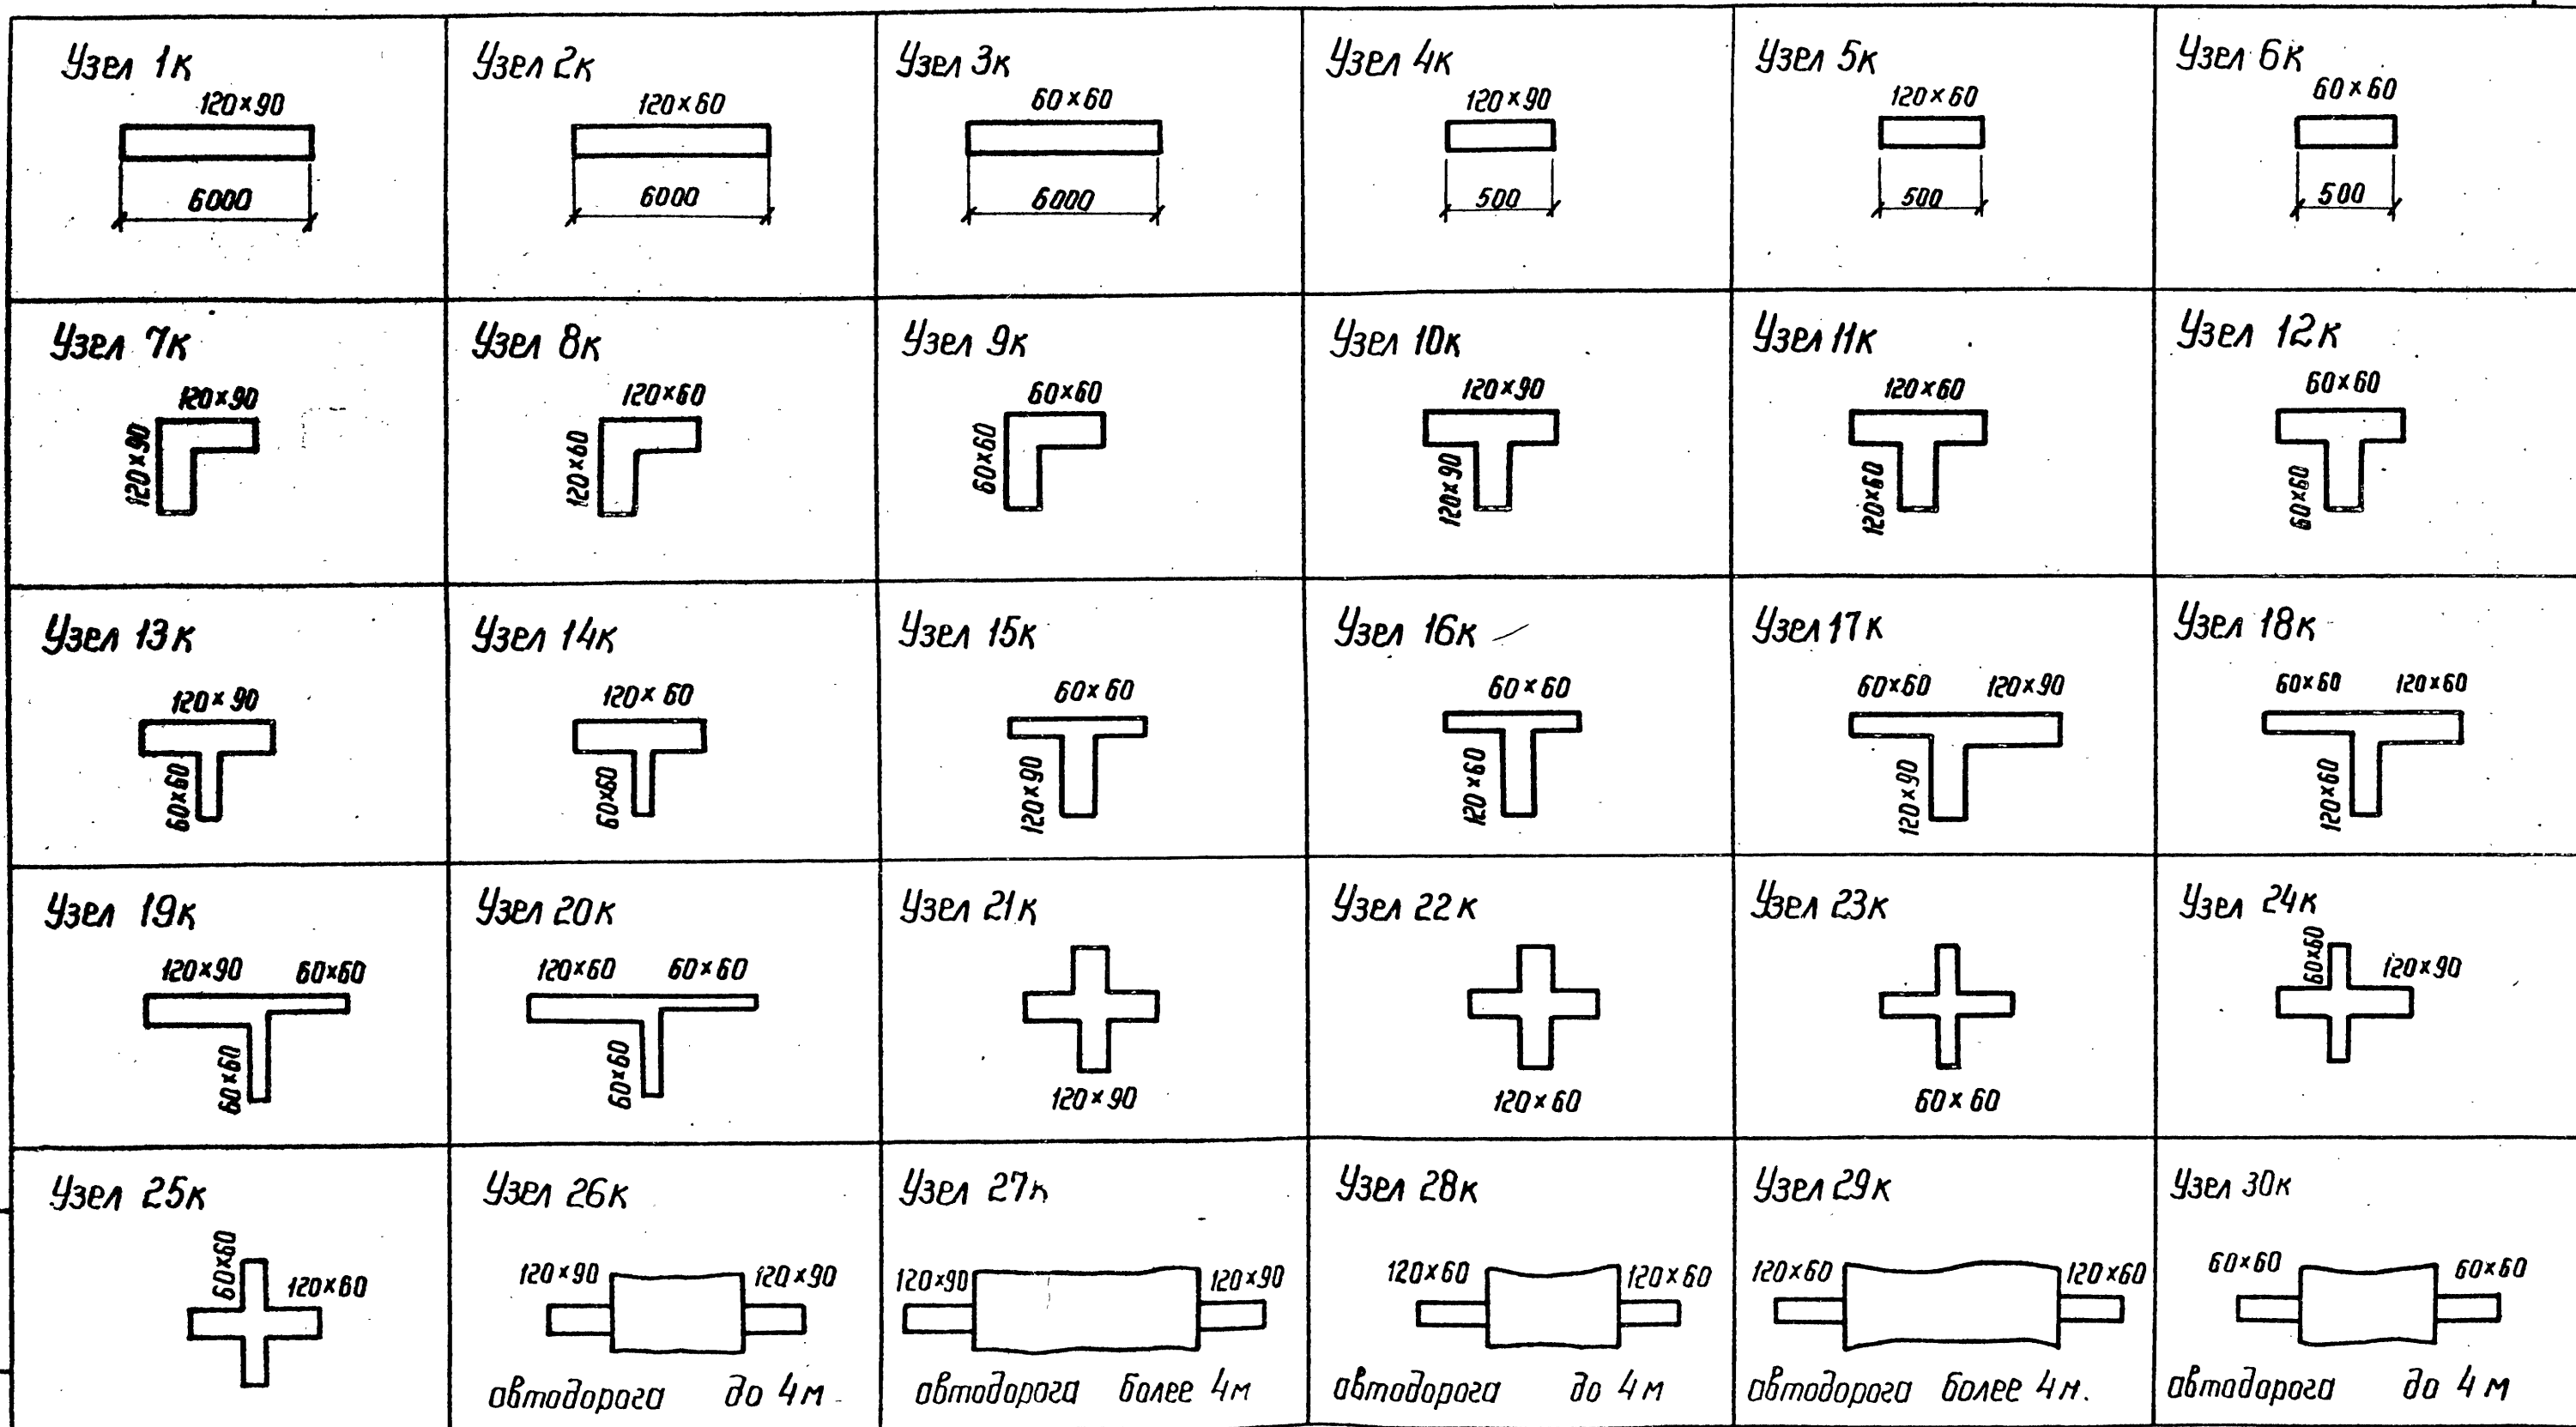 Узел 1к
120×90
6000
Узел 2к
120×60
6000
Узел 3к
60×60
6000
Узел 4к
120×90
500
Узел 5к
120×60
500
Узел 6к
60×60
500
Узел 7к
120×90
120×90
Узел 8к
120×60
120×60
Узел 9к
60×60
60×60
Узел 10к
120×90
120×90
Узел 11к
120×60
120×60
Узел 12к
60×60
60×60
Узел 13к
120×90
60×60
Узел 14к
120×60
60×60
Узел 15к
60×60
120×90
Узел 16к
60×60
120×60
Узел 17к
60×60 120×90
120×90
Узел 18к
60×60 120×60
120×60
Узел 19к
120×90 60×60
60×60
Узел 20к
120×60 60×60
60×60
Узел 21к
120×90
Узел 22к
120×60
Узел 23к
60×60
Узел 24к
60×60
120×90
Узел 25к
60×60
120×60
Узел 26к
120×90 120×90
автодорога до 4м
Узел 27к
120×90 120×90
автодорога более 4м
Узел 28к
120×60 120×60
автодорога до 4м
Узел 29к
120×60 120×60
автодорога более 4м.
Узел 30к
60×60 60×60
автодорога до 4м